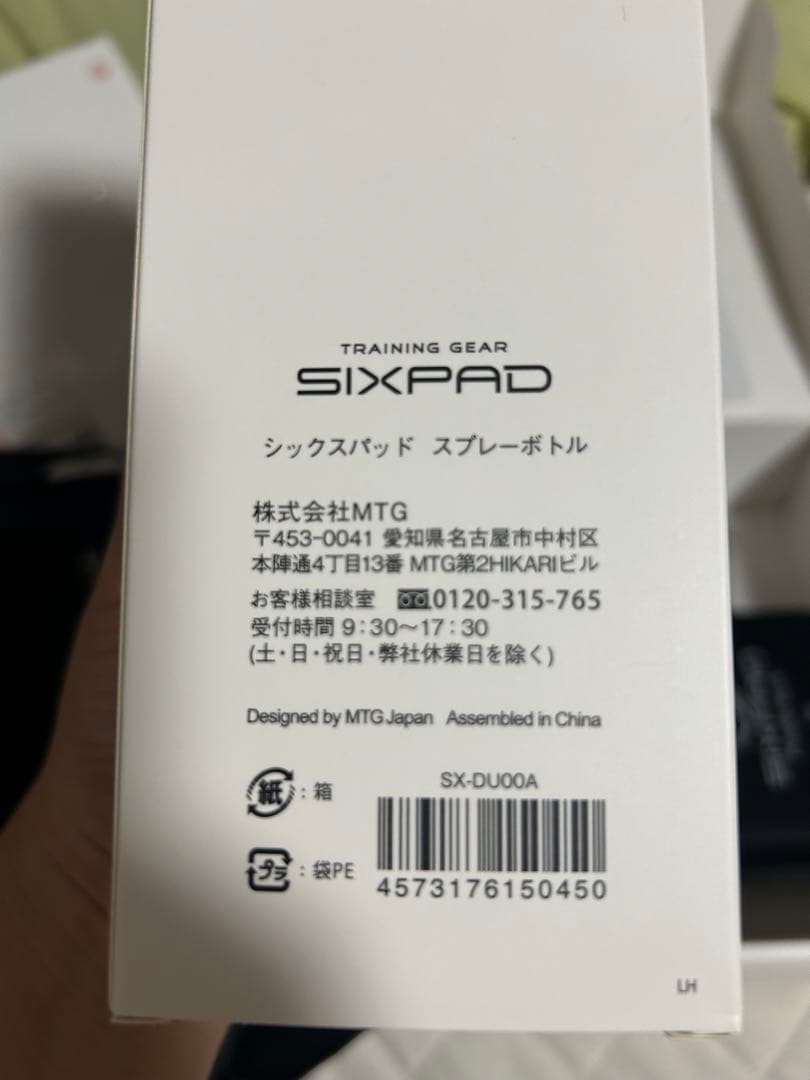 TRAINING GEAR
SIXPAD
シックスパッド スプレーボトル
株式会社MTG
〒453-0041 愛知県名古屋市中村区
本陣通4丁目13番 MTG第2HIKARIビル
お客様相談室 0120-315-765
受付時間 9:30～17:30
(土・日・祝日・弊社休業日を除く)
Designed by MTG Japan Assembled in China
紙:箱
プラ:袋PE
SX-DU00A
4573176150450
LH